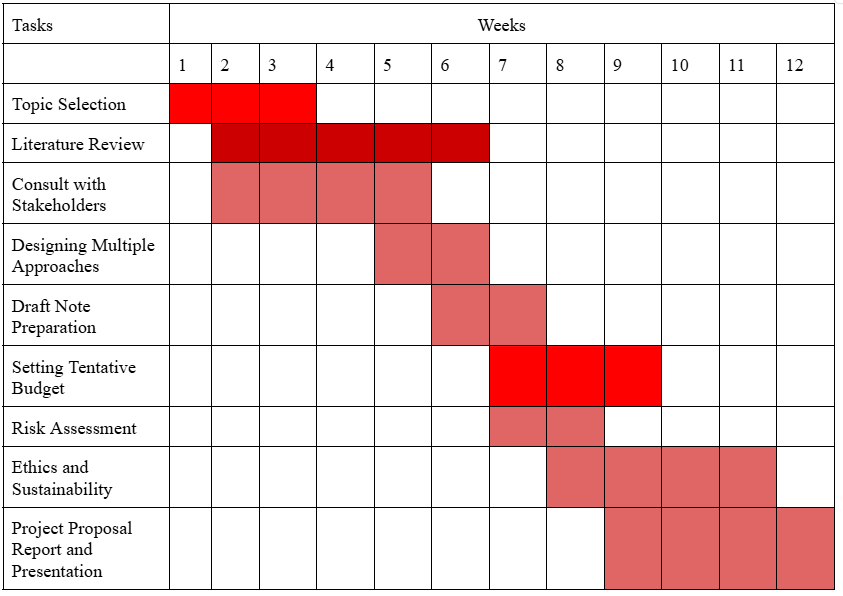 Tasks
Weeks
1 2 3 4 5 6 7 8 9 10 11 12
Topic Selection
Literature Review
Consult with
Stakeholders
Designing Multiple
Approaches
Draft Note
Preparation
Setting Tentative
Budget
Risk Assessment
Ethics and
Sustainability
Project Proposal
Report and
Presentation